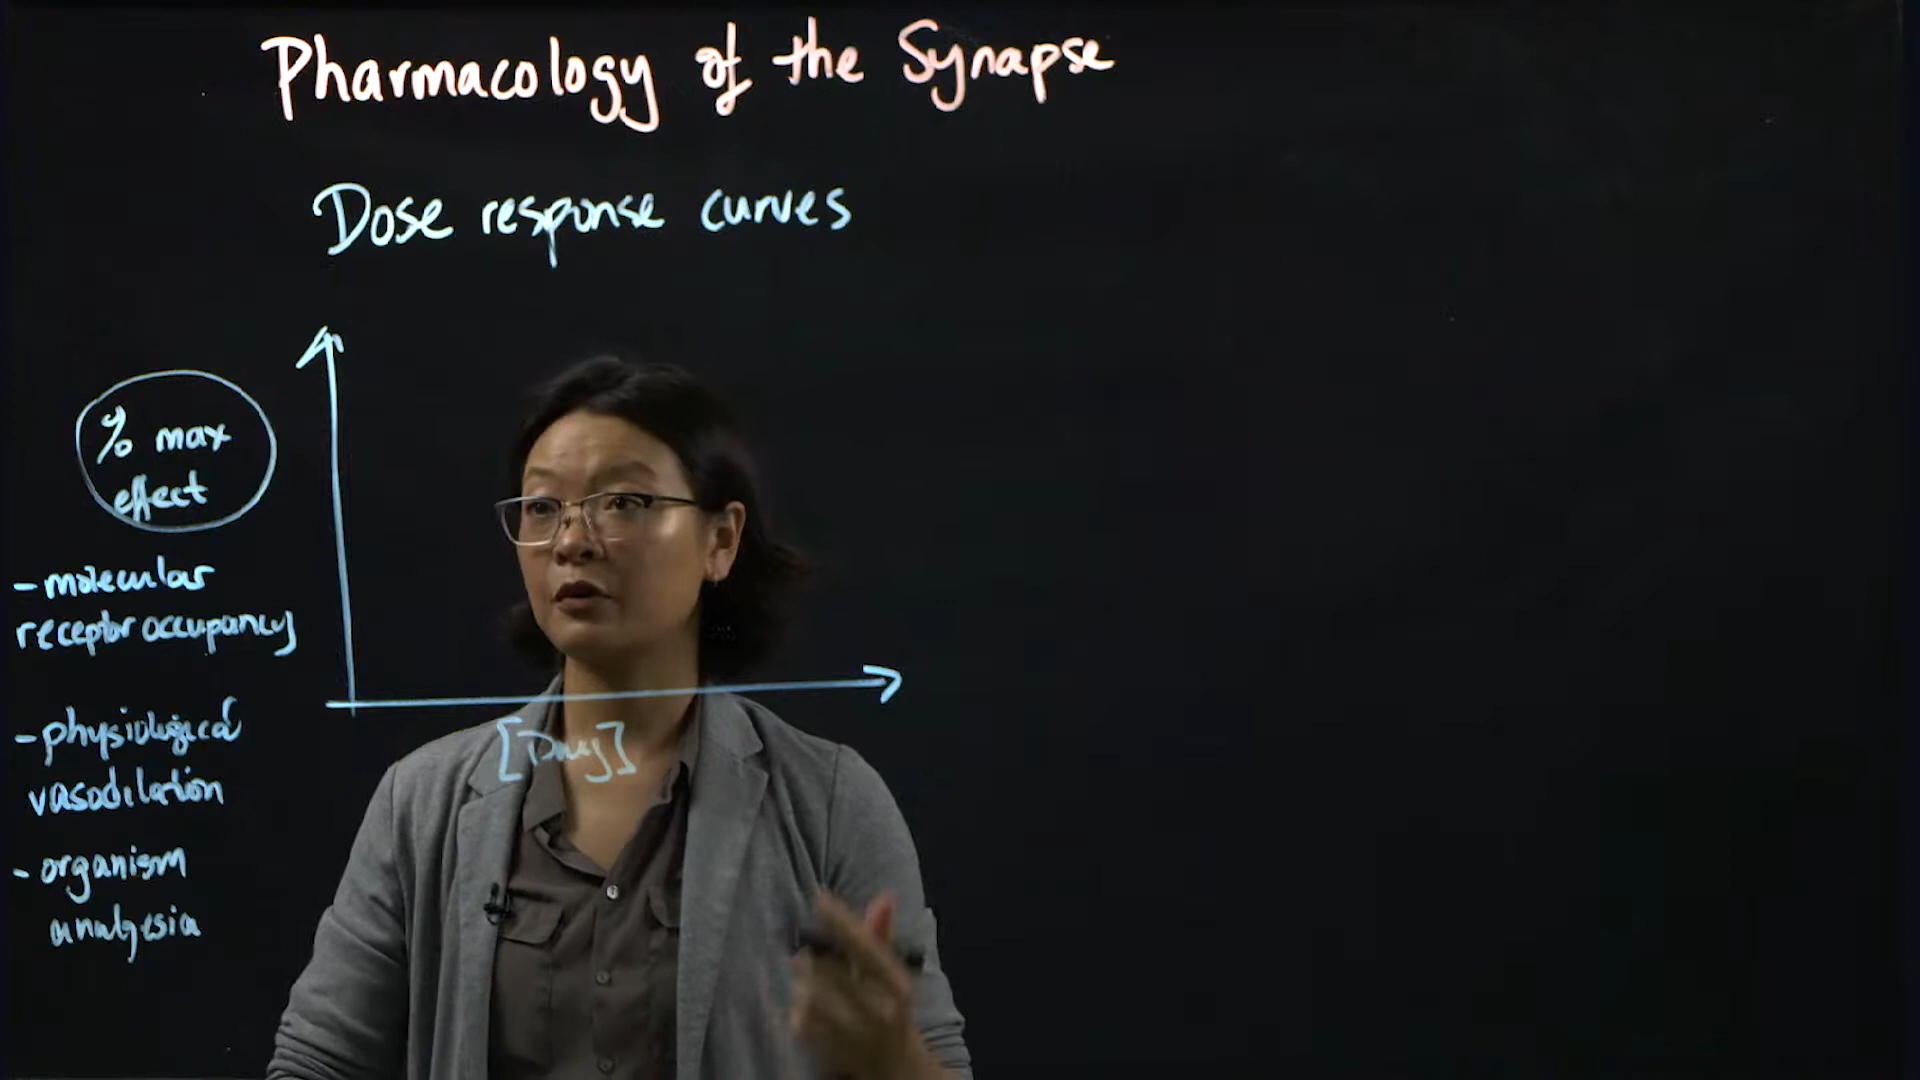 Pharmacology of the Synapse
Dose response curves
% max
effect
- molecular
receptor occupancy
- physiological
vasodilation
- organism
analgesia
[Drug]